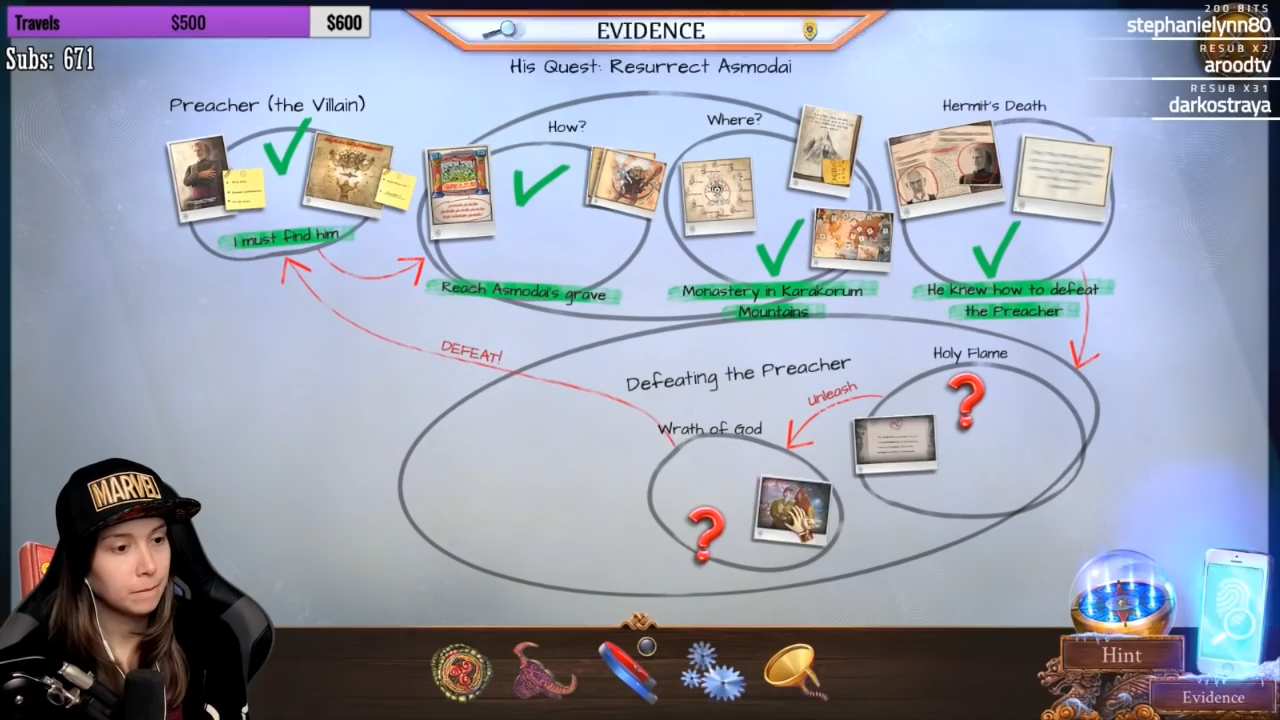 Travels $500 $600
Subs: 671
EVIDENCE
200 BITS
stephanielynn80
RESUB X2
aroodtv
RESUB X31
darkostraya
His Quest: Resurrect Asmodai
Preacher (the Villain)
How?
Where?
Hermit's Death
I must find him
Reach Asmodai's grave
Monastery in Karakorum
Mountains
He knew how to defeat
the Preacher
DEFEAT!
Defeating the Preacher
Holy Flame
Unleash
Wrath of God
MARVEL
Hint
Evidence